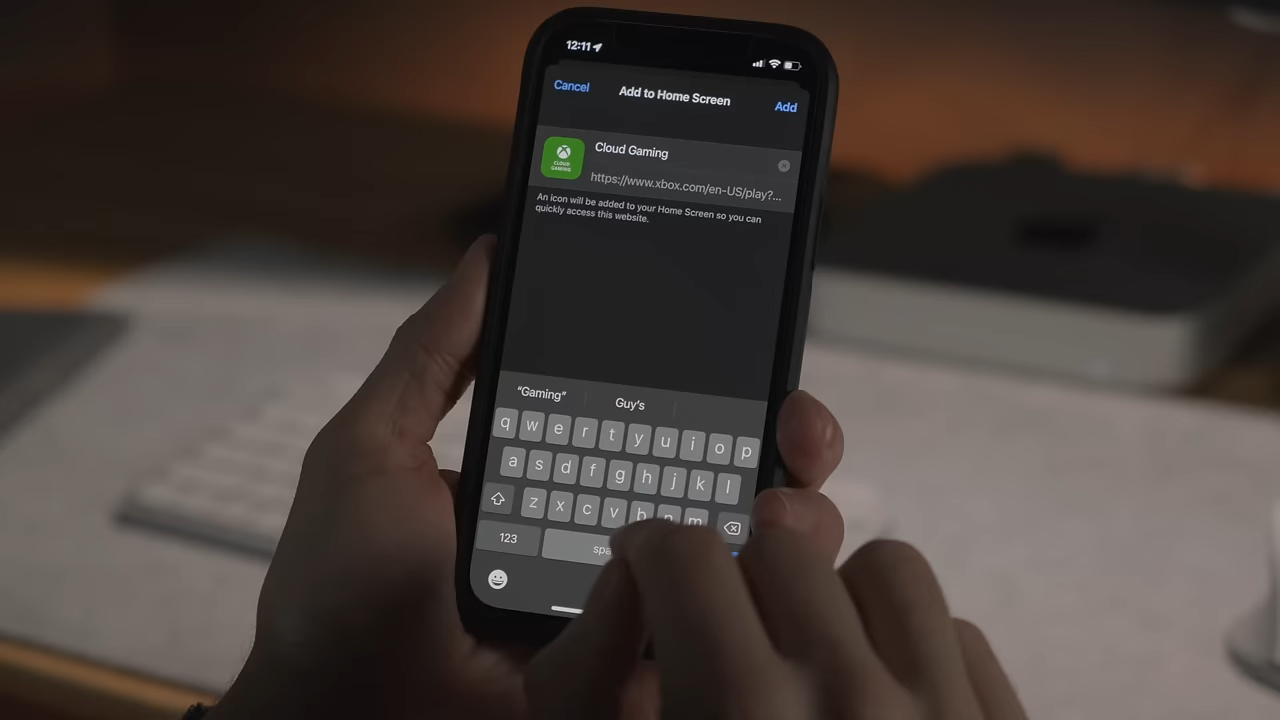 12:11
Cancel
Add to Home Screen
Add
Cloud Gaming
CLOUD
GAMING
https://www.xbox.com/en-US/play?...
An icon will be added to your Home Screen so you can
quickly access this website.
“Gaming”
Guy's
q w e r t y u i o p
a s d f g h j k l
z x c v b n m
123
spa